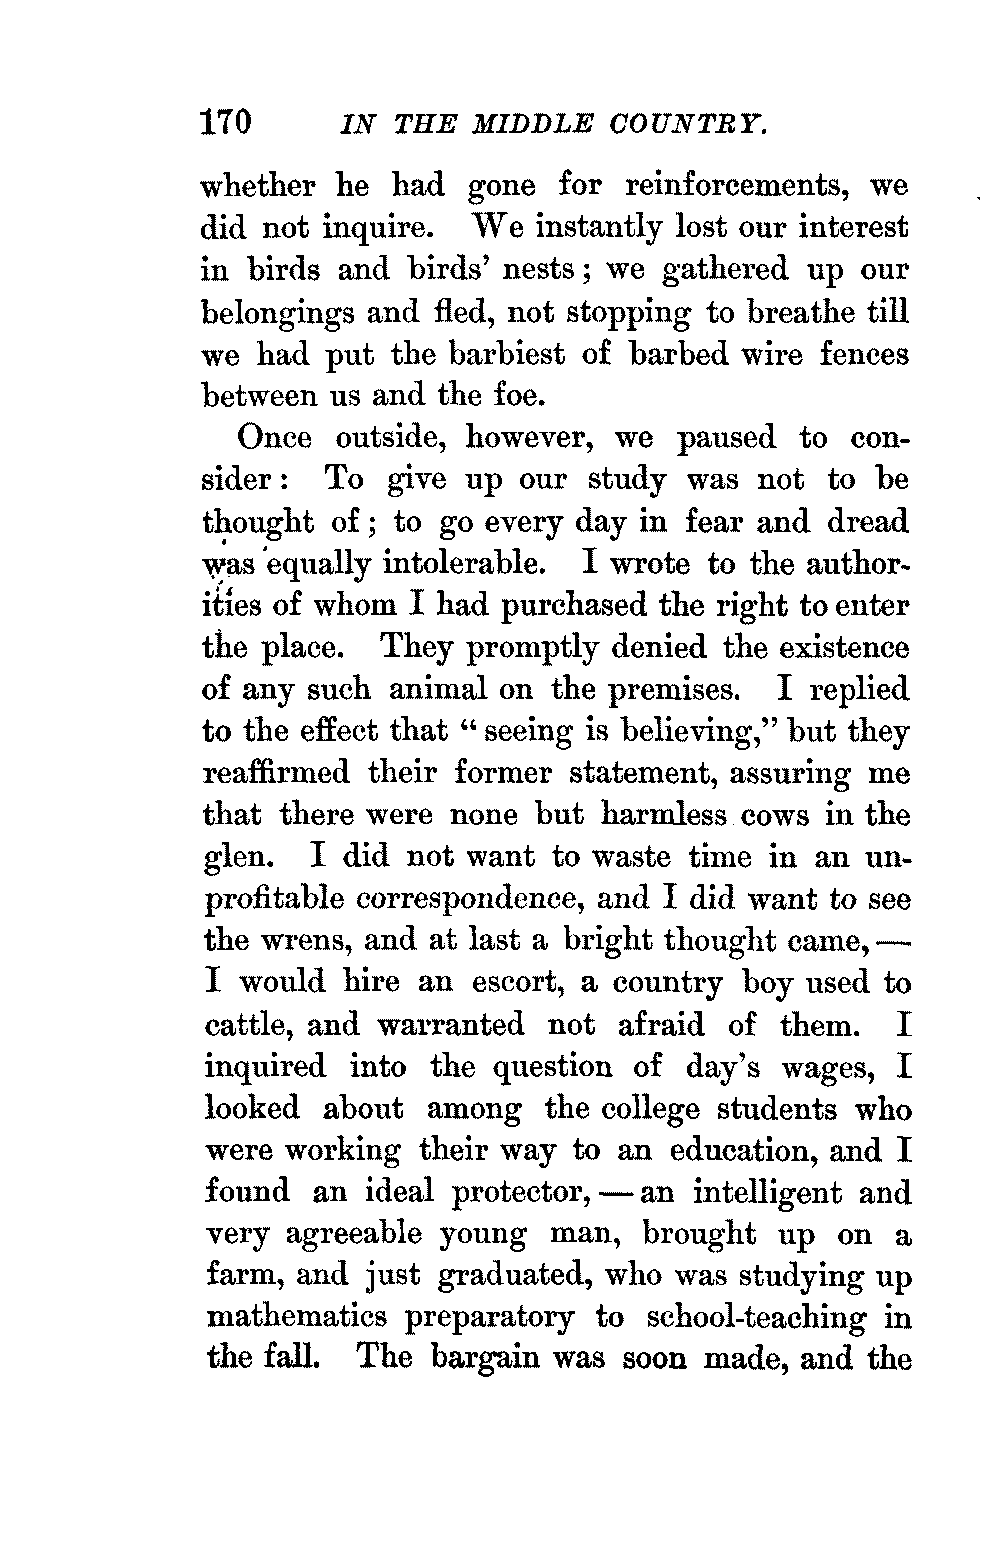 170 IN THE MIDDLE COUNTRY.
whether he had gone for reinforcements, we
did not inquire. We instantly lost our interest
in birds and birds' nests; we gathered up our
belongings and fled, not stopping to breathe till
we had put the barbiest of barbed wire fences
between us and the foe.
Once outside, however, we paused to con-
sider: To give up our study was not to be
thought of; to go every day in fear and dread
was equally intolerable. I wrote to the author-
ities of whom I had purchased the right to enter
the place. They promptly denied the existence
of any such animal on the premises. I replied
to the effect that "seeing is believing," but they
reaffirmed their former statement, assuring me
that there were none but harmless cows in the
glen. I did not want to waste time in an un-
profitable correspondence, and I did want to see
the wrens, and at last a bright thought came,—
I would hire an escort, a country boy used to
cattle, and warranted not afraid of them. I
inquired into the question of day's wages, I
looked about among the college students who
were working their way to an education, and I
found an ideal protector,—an intelligent and
very agreeable young man, brought up on a
farm, and just graduated, who was studying up
mathematics preparatory to school-teaching in
the fall. The bargain was soon made, and the